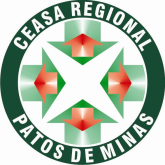 CEASA REGIONAL
PATOS DE MINAS